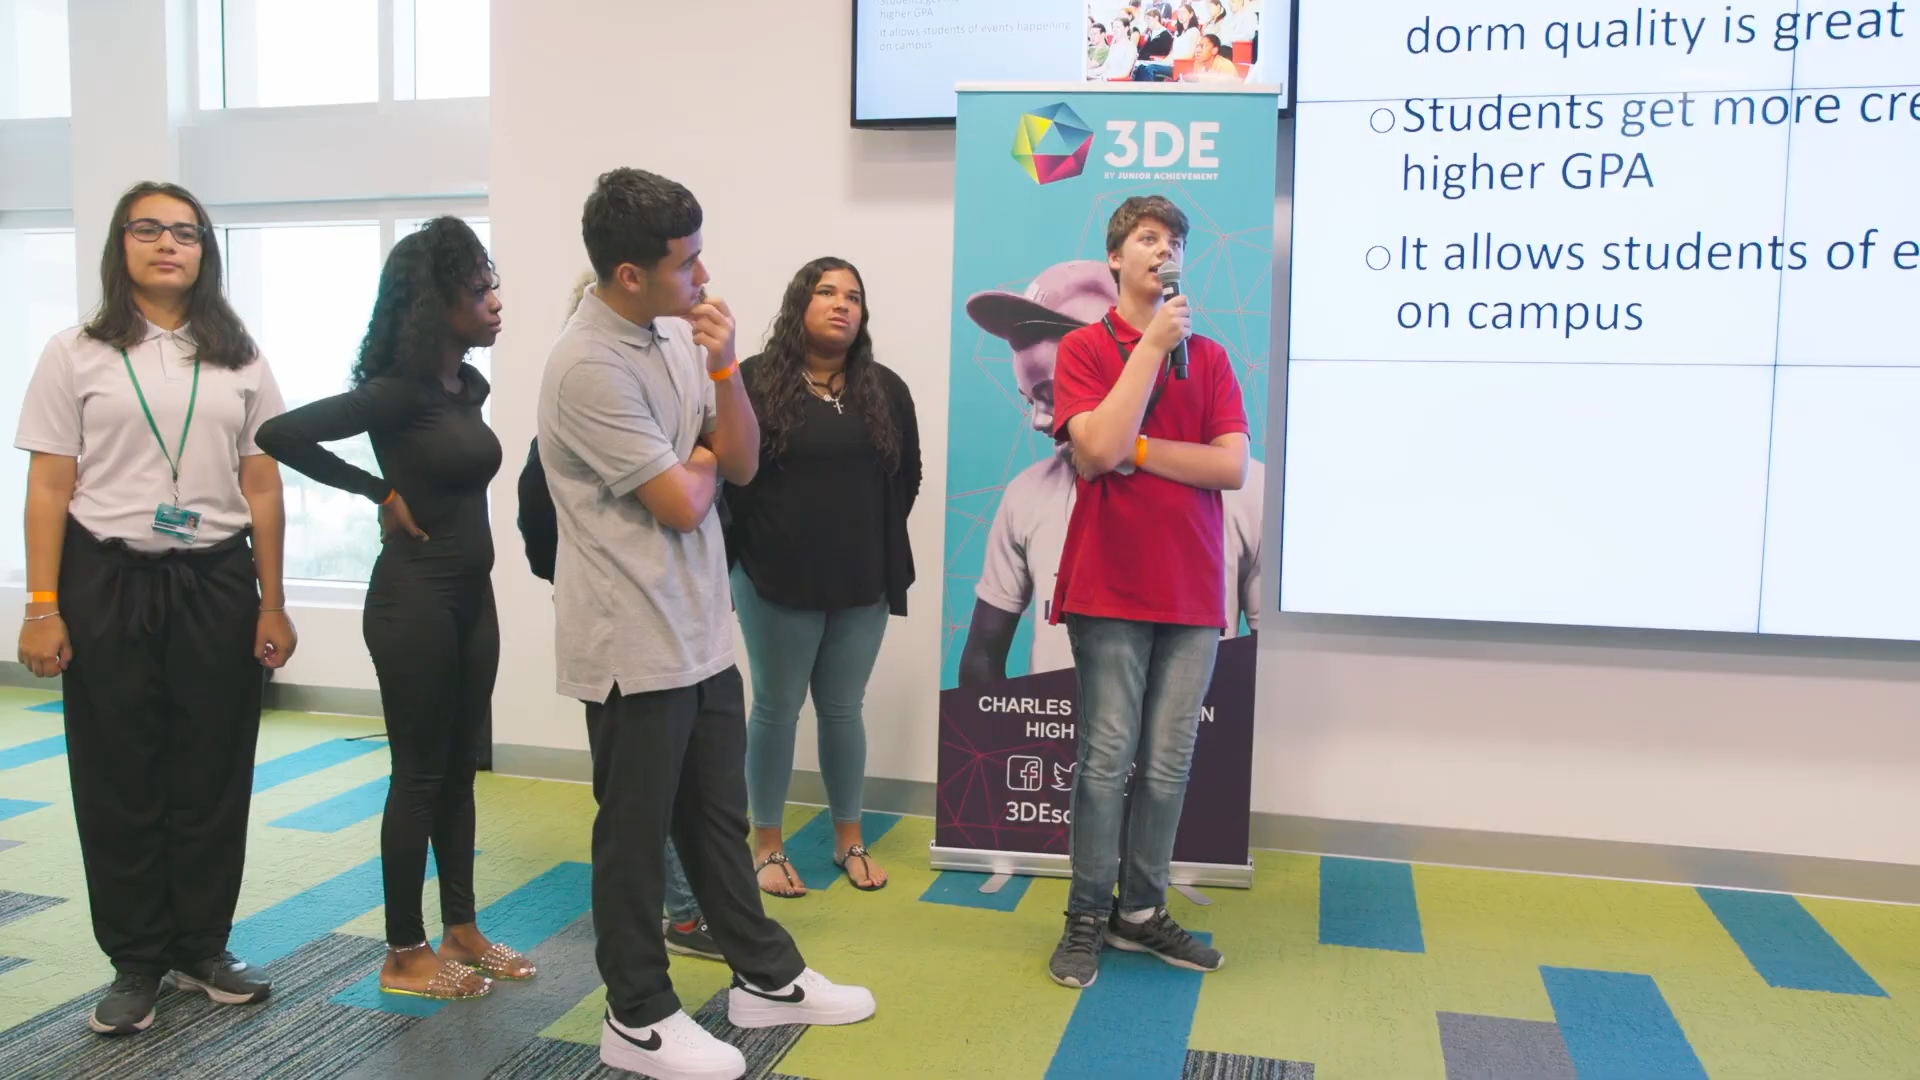 higher GPA
It allows students of events happening
on campus
dorm quality is great
Students get more cre
higher GPA
It allows students of e
on campus
3DE
BY JUNIOR ACHIEVEMENT
CHARLES
HIGH
3DEsc